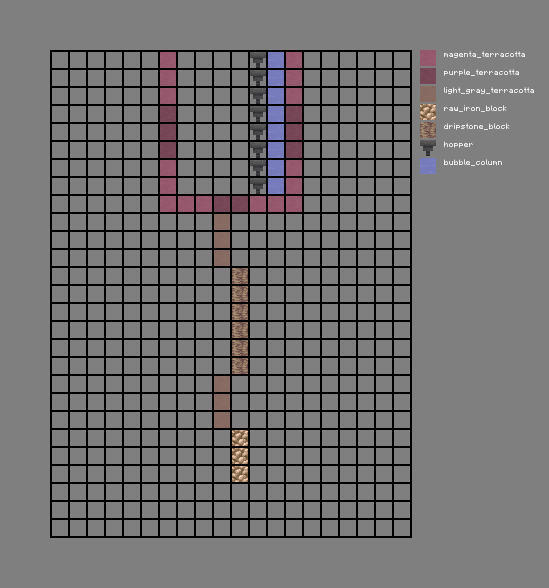 magenta_terracotta
purple_terracotta
light_gray_terracotta
raw_iron_block
dripstone_block
hopper
bubble_column